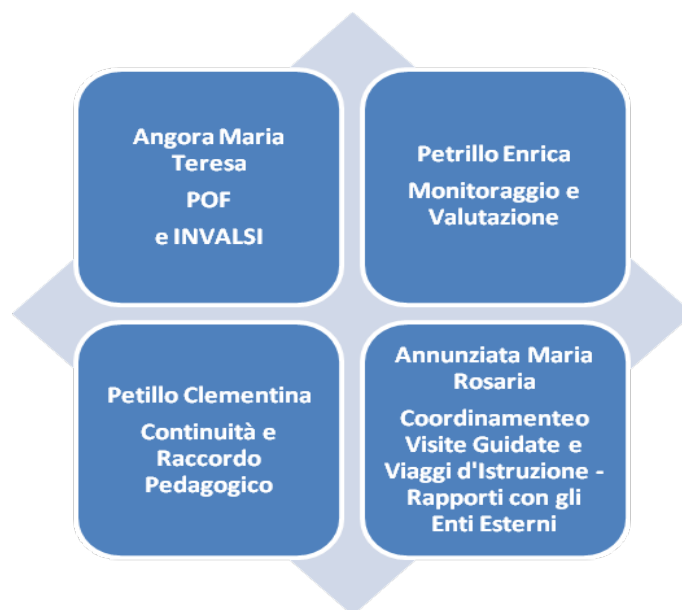 Angora Maria
Teresa
POF
e INVALSI
Petrillo Enrica
Monitoraggio e
Valutazione
Petillo Clementina
Continuità e
Raccordo
Pedagogico
Annunziata Maria
Rosaria
Coordinamenteo
Visite Guidate e
Viaggi d'Istruzione -
Rapporti con gli
Enti Esterni